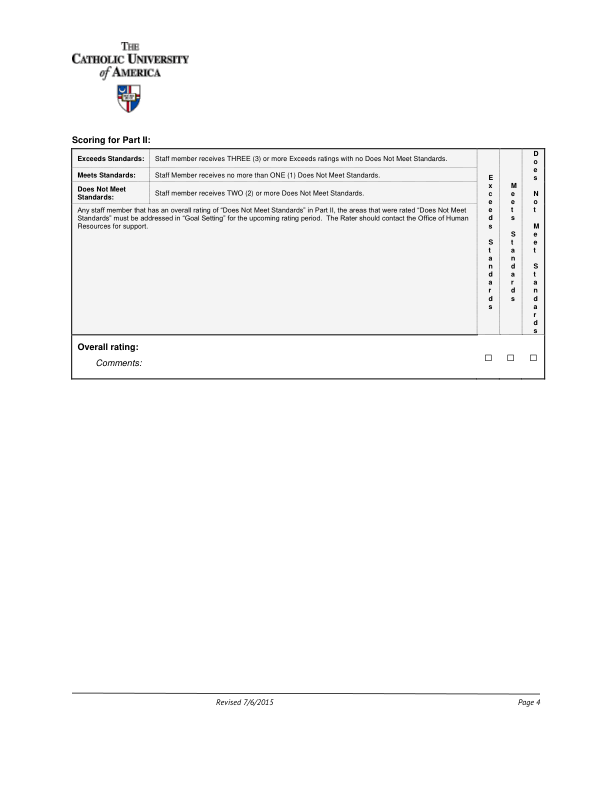 THE
CATHOLIC UNIVERSITY
of AMERICA
Scoring for Part II:
Exceeds Standards: Staff member receives THREE (3) or more Exceeds ratings with no Does Not Meet Standards.
Meets Standards: Staff Member receives no more than ONE (1) Does Not Meet Standards.
Does Not Meet
Standards: Staff member receives TWO (2) or more Does Not Meet Standards.
Any staff member that has an overall rating of “Does Not Meet Standards” in Part II, the areas that were rated “Does Not Meet
Standards” must be addressed in “Goal Setting” for the upcoming rating period. The Rater should contact the Office of Human
Resources for support.
Exceeds Standards
Meets Standards
Does Not Meet Standards
Overall rating:
Comments:
☐ ☐ ☐
Revised 7/6/2015 Page 4